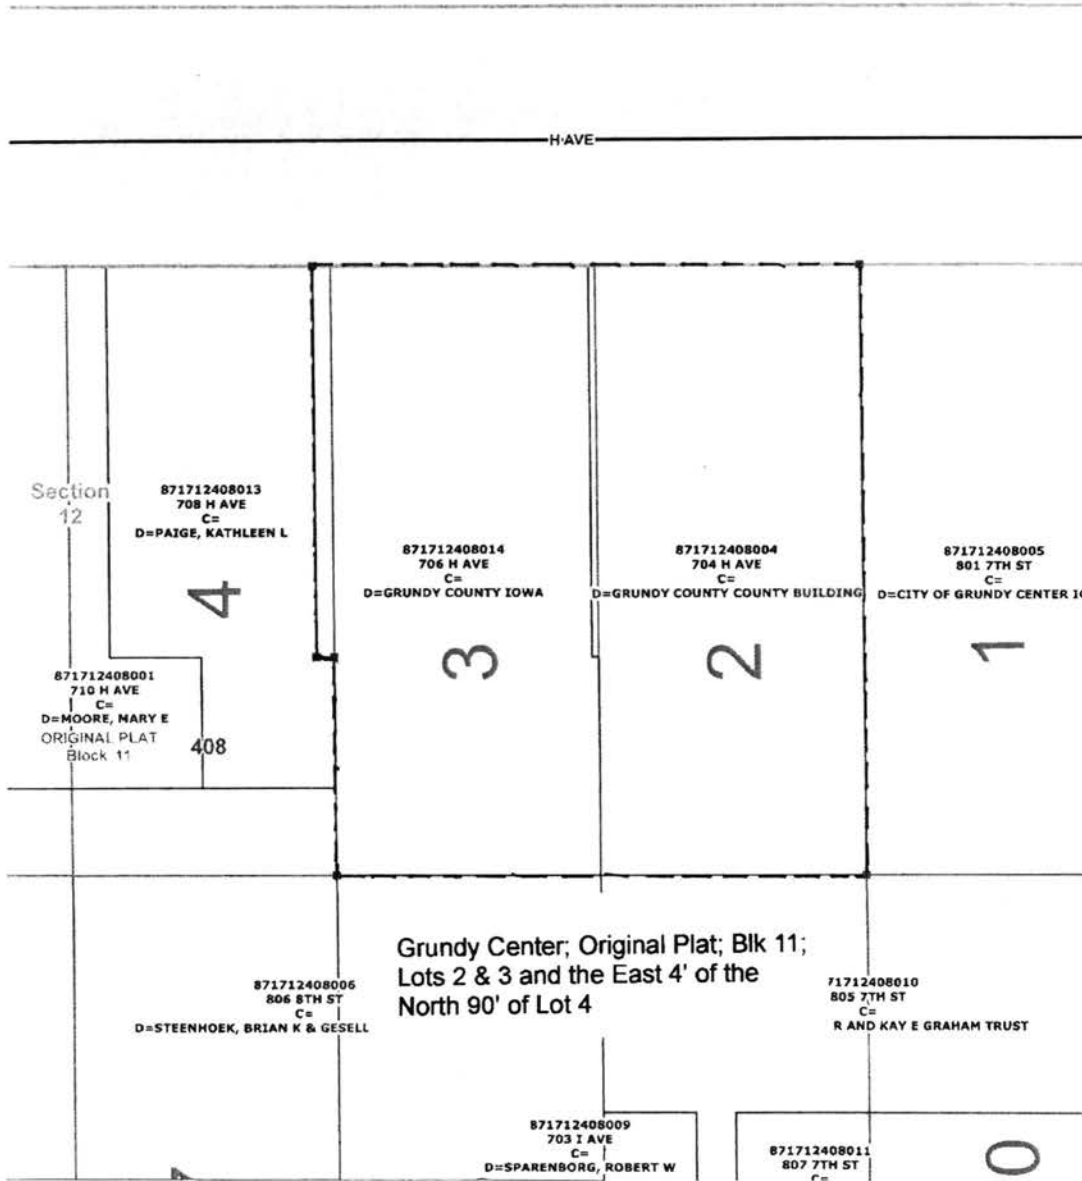 H AVE
Section
12
871712408013
708 H AVE
C=
D=PAIGE, KATHLEEN L
4
871712408014
706 H AVE
C=
D=GRUNDY COUNTY IOWA
3
871712408004
704 H AVE
C=
D=GRUNDY COUNTY COUNTY BUILDING
2
871712408005
801 7TH ST
C=
D=CITY OF GRUNDY CENTER
1
871712408001
710 H AVE
C=
D=MOORE, MARY E
ORIGINAL PLAT
Block 11
408
Grundy Center; Original Plat; Blk 11;
Lots 2 & 3 and the East 4' of the
North 90' of Lot 4
871712408006
806 8TH ST
C=
D=STEENHOEK, BRIAN K & GESELL
71712408010
805 7TH ST
C=
R AND KAY E GRAHAM TRUST
871712408009
703 I AVE
C=
D=SPARENBORG, ROBERT W
871712408011
807 7TH ST
C=
0